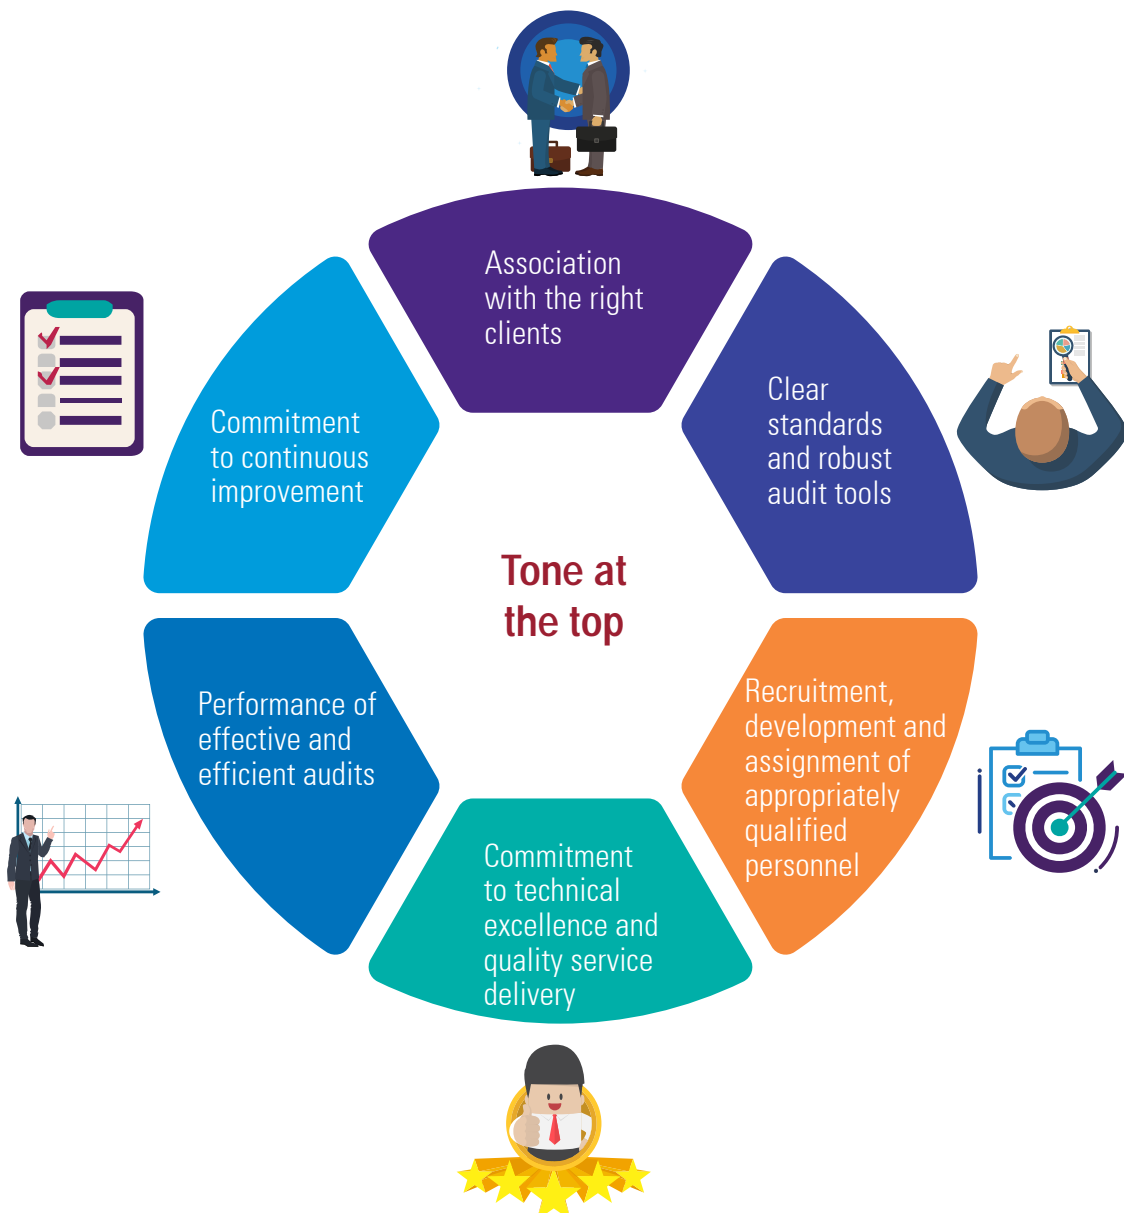 Association
with the right
clients
Clear
standards
and robust
audit tools
Recruitment,
development and
assignment of
appropriately
qualified
personnel
Commitment
to technical
excellence and
quality service
delivery
Performance of
effective and
efficient audits
Commitment
to continuous
improvement
Tone at
the top